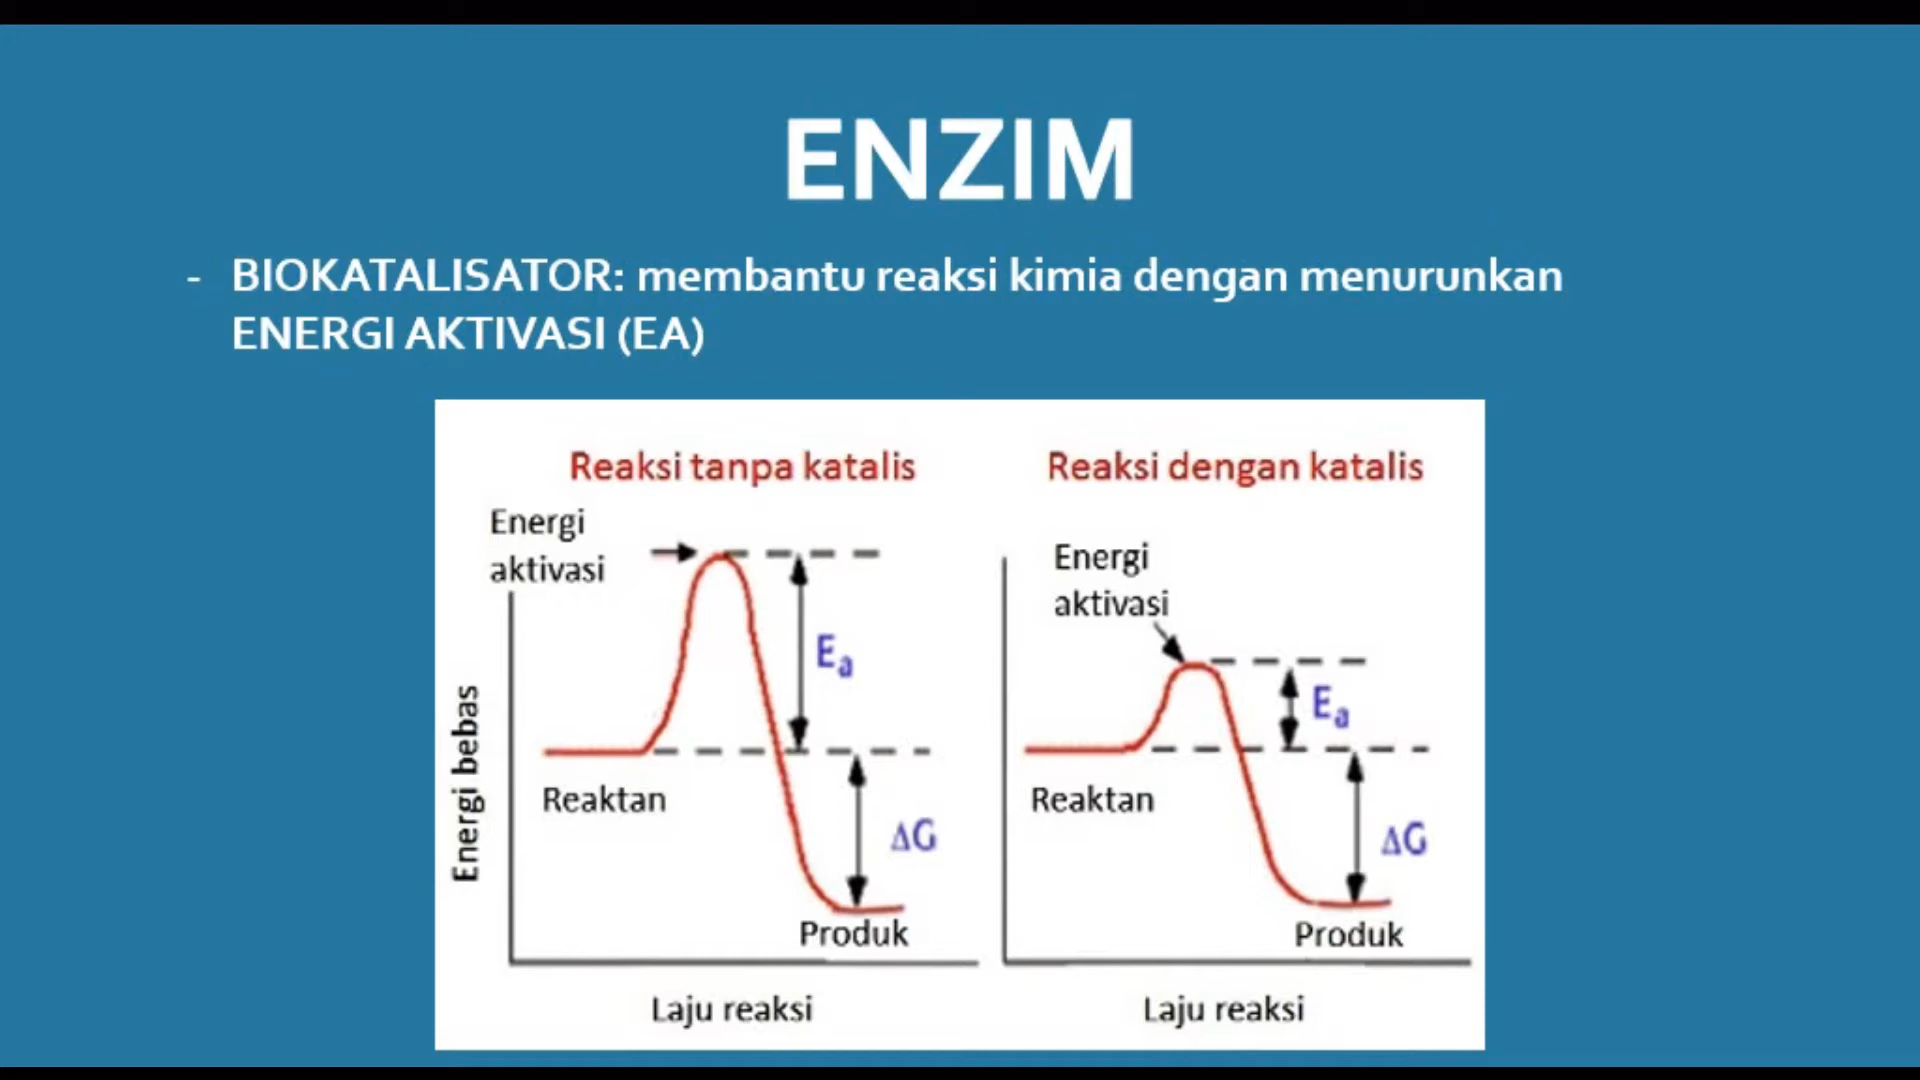 ENZIM
- BIOKATALISATOR: membantu reaksi kimia dengan menurunkan
ENERGI AKTIVASI (EA)
Reaksi tanpa katalis
Energi
aktivasi
Ea
Energi bebas
Reaktan
ΔG
Produk
Laju reaksi
Reaksi dengan katalis
Energi
aktivasi
Ea
Reaktan
ΔG
Produk
Laju reaksi